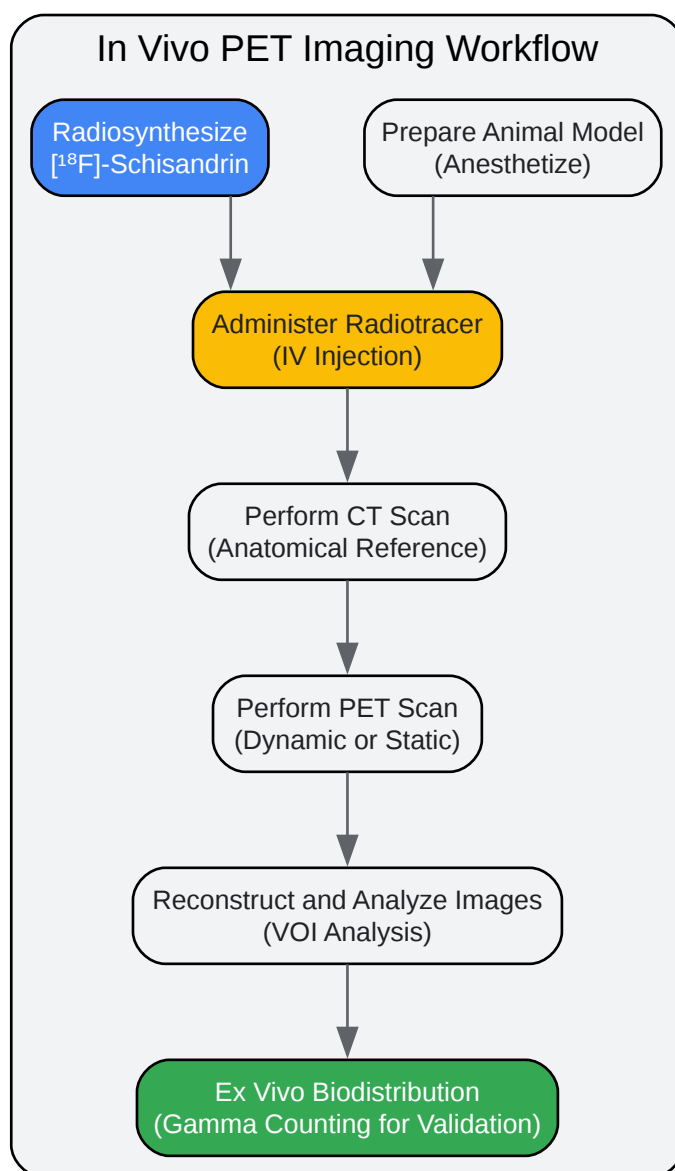 In Vivo PET Imaging Workflow
Radiosynthesize
[¹⁸F]-Schisandrin
Prepare Animal Model
(Anesthetize)
Administer Radiotracer
(IV Injection)
Perform CT Scan
(Anatomical Reference)
Perform PET Scan
(Dynamic or Static)
Reconstruct and Analyze Images
(VOI Analysis)
Ex Vivo Biodistribution
(Gamma Counting for Validation)